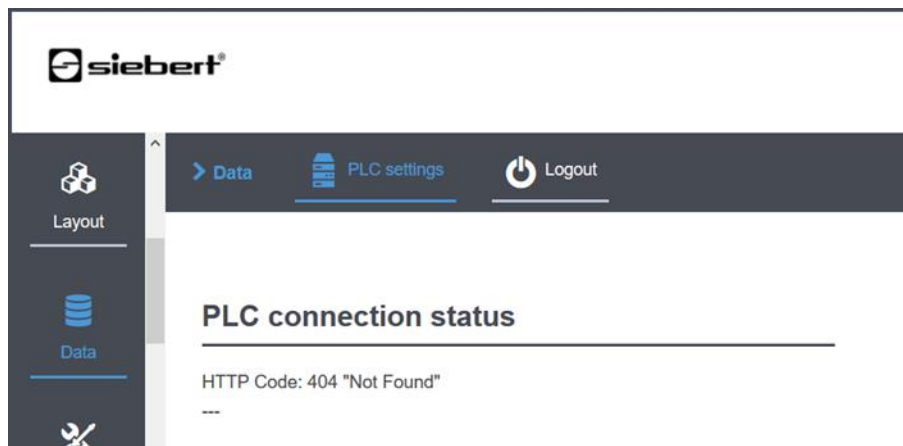 siebert®
Data
PLC settings
Logout
Layout
Data
PLC connection status
HTTP Code: 404 "Not Found"
---